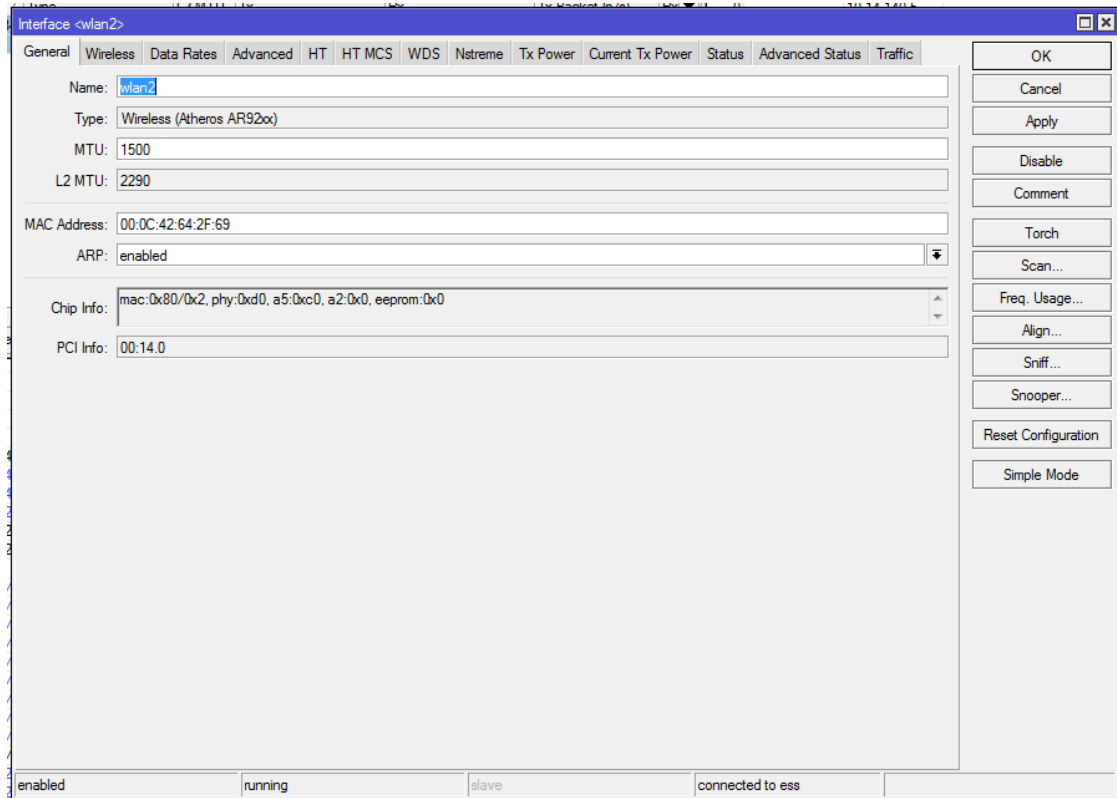 Interface <wlan2>
General Wireless Data Rates Advanced HT HT MCS WDS Nstreme Tx Power Current Tx Power Status Advanced Status Traffic
Name: wlan2
Type: Wireless (Atheros AR92xx)
MTU: 1500
L2 MTU: 2290
MAC Address: 00:0C:42:64:2F:69
ARP: enabled
Chip Info: mac:0x80/0x2, phy:0xd0, a5:0xc0, a2:0x0, eeprom:0x0
PCI Info: 00:14.0
OK
Cancel
Apply
Disable
Comment
Torch
Scan...
Freq. Usage...
Align...
Sniff...
Snooper...
Reset Configuration
Simple Mode
enabled running slave connected to ess